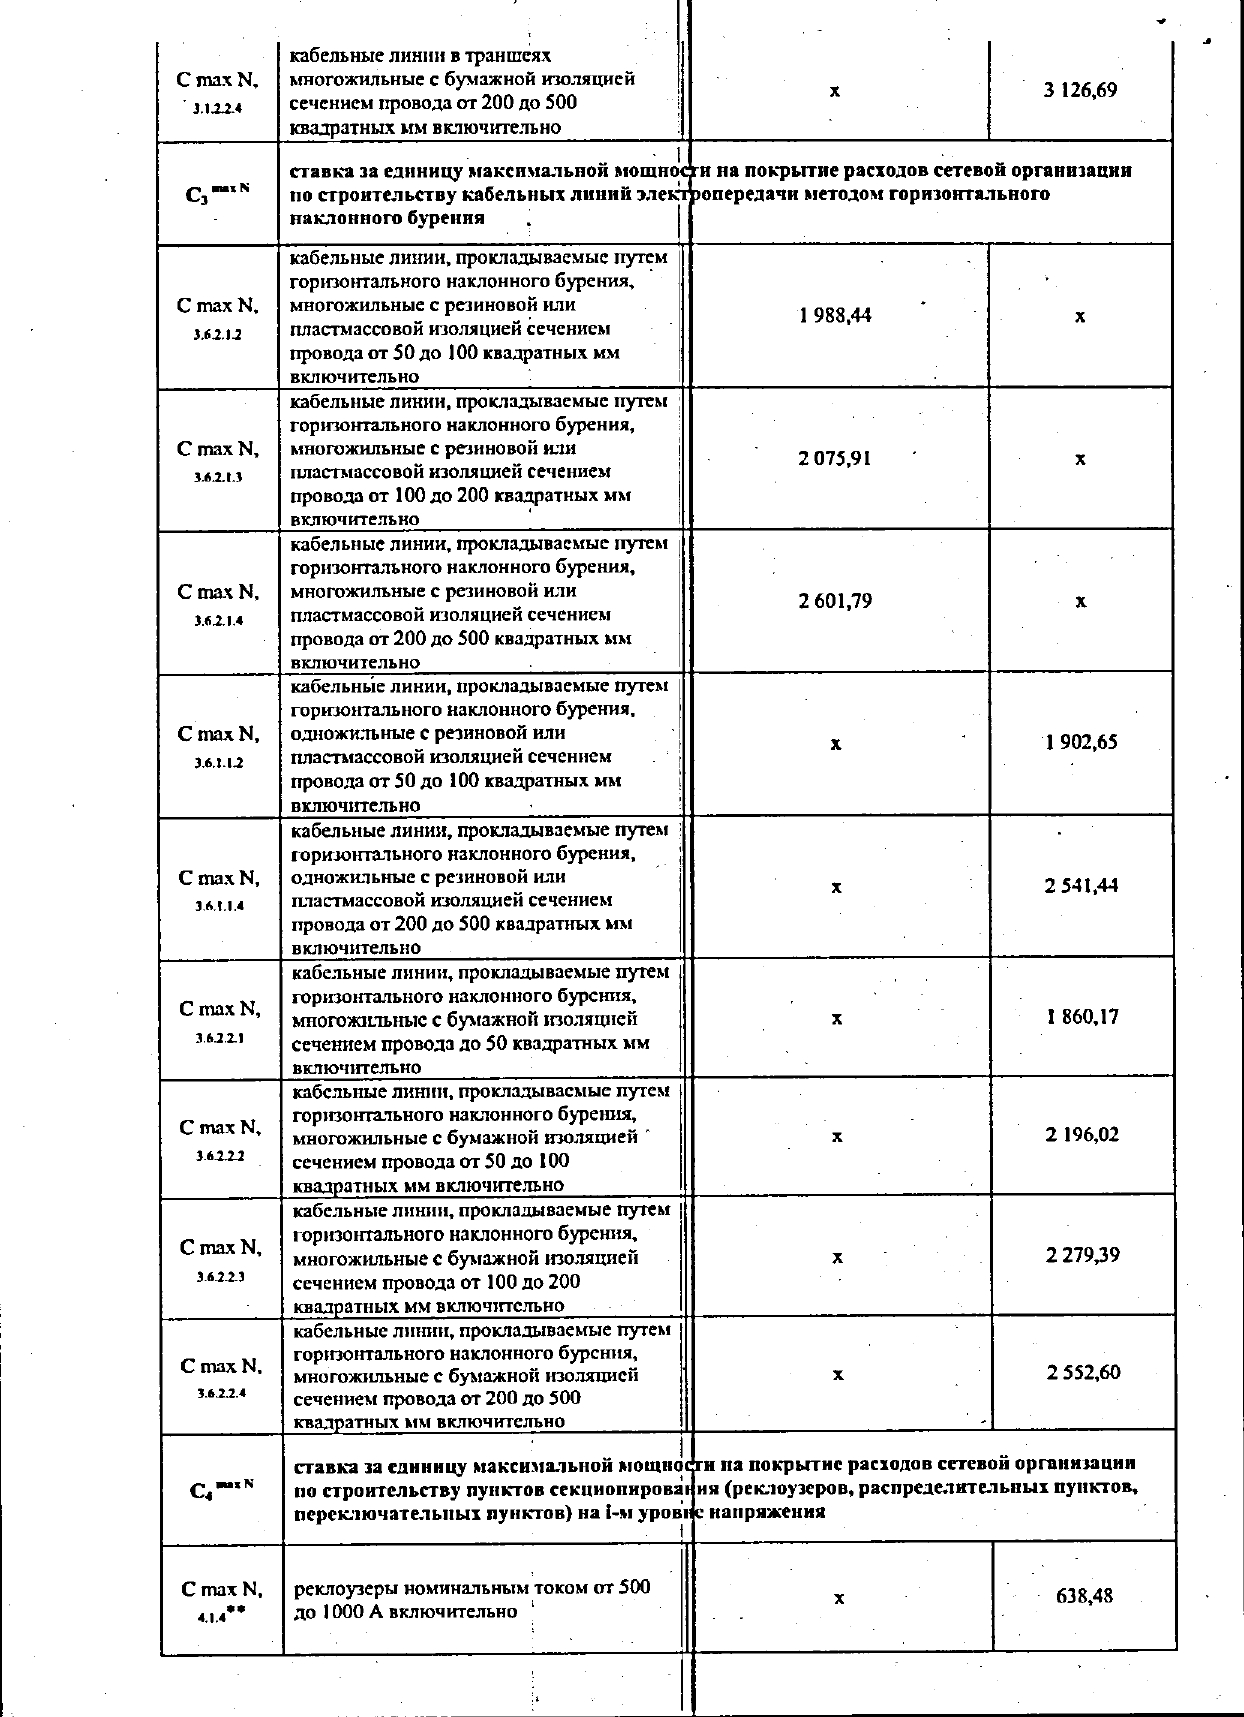 C max N,
3.1.2.2.4
кабельные линии в траншеях
многожильные с бумажной изоляцией
сечением провода от 200 до 500
квадратных мм включительно
x
3 126,69
C₃ max N
ставка за единицу максимальной мощности на покрытие расходов сетевой организации
по строительству кабельных линий электропередачи методом горизонтального
наклонного бурения
C max N,
3.6.2.1.2
кабельные линии, прокладываемые путем
горизонтального наклонного бурения,
многожильные с резиновой или
пластмассовой изоляцией сечением
провода от 50 до 100 квадратных мм
включительно
1 988,44
x
C max N,
3.6.2.1.3
кабельные линии, прокладываемые путем
горизонтального наклонного бурения,
многожильные с резиновой или
пластмассовой изоляцией сечением
провода от 100 до 200 квадратных мм
включительно
2 075,91
x
C max N,
3.6.2.1.4
кабельные линии, прокладываемые путем
горизонтального наклонного бурения,
многожильные с резиновой или
пластмассовой изоляцией сечением
провода от 200 до 500 квадратных мм
включительно
2 601,79
x
C max N,
3.6.1.1.2
кабельные линии, прокладываемые путем
горизонтального наклонного бурения,
одножильные с резиновой или
пластмассовой изоляцией сечением
провода от 50 до 100 квадратных мм
включительно
x
1 902,65
C max N,
3.6.1.1.4
кабельные линии, прокладываемые путем
горизонтального наклонного бурения,
одножильные с резиновой или
пластмассовой изоляцией сечением
провода от 200 до 500 квадратных мм
включительно
x
2 541,44
C max N,
3.6.2.2.1
кабельные линии, прокладываемые путем
горизонтального наклонного бурения,
многожильные с бумажной изоляцией
сечением провода до 50 квадратных мм
включительно
x
1 860,17
C max N,
3.6.2.2.2
кабельные линии, прокладываемые путем
горизонтального наклонного бурения,
многожильные с бумажной изоляцией
сечением провода от 50 до 100
квадратных мм включительно
x
2 196,02
C max N,
3.6.2.2.3
кабельные линии, прокладываемые путем
горизонтального наклонного бурения,
многожильные с бумажной изоляцией
сечением провода от 100 до 200
квадратных мм включительно
x
2 279,39
C max N,
3.6.2.2.4
кабельные линии, прокладываемые путем
горизонтального наклонного бурения,
многожильные с бумажной изоляцией
сечением провода от 200 до 500
квадратных мм включительно
x
2 552,60
C₄ max N
ставка за единицу максимальной мощности на покрытие расходов сетевой организации
по строительству пунктов секционирования (реклоузеров, распределительных пунктов,
переключательных пунктов) на i-м уровне напряжения
C max N,
4.1.4**
реклоузеры номинальным током от 500
до 1000 А включительно
x
638,48